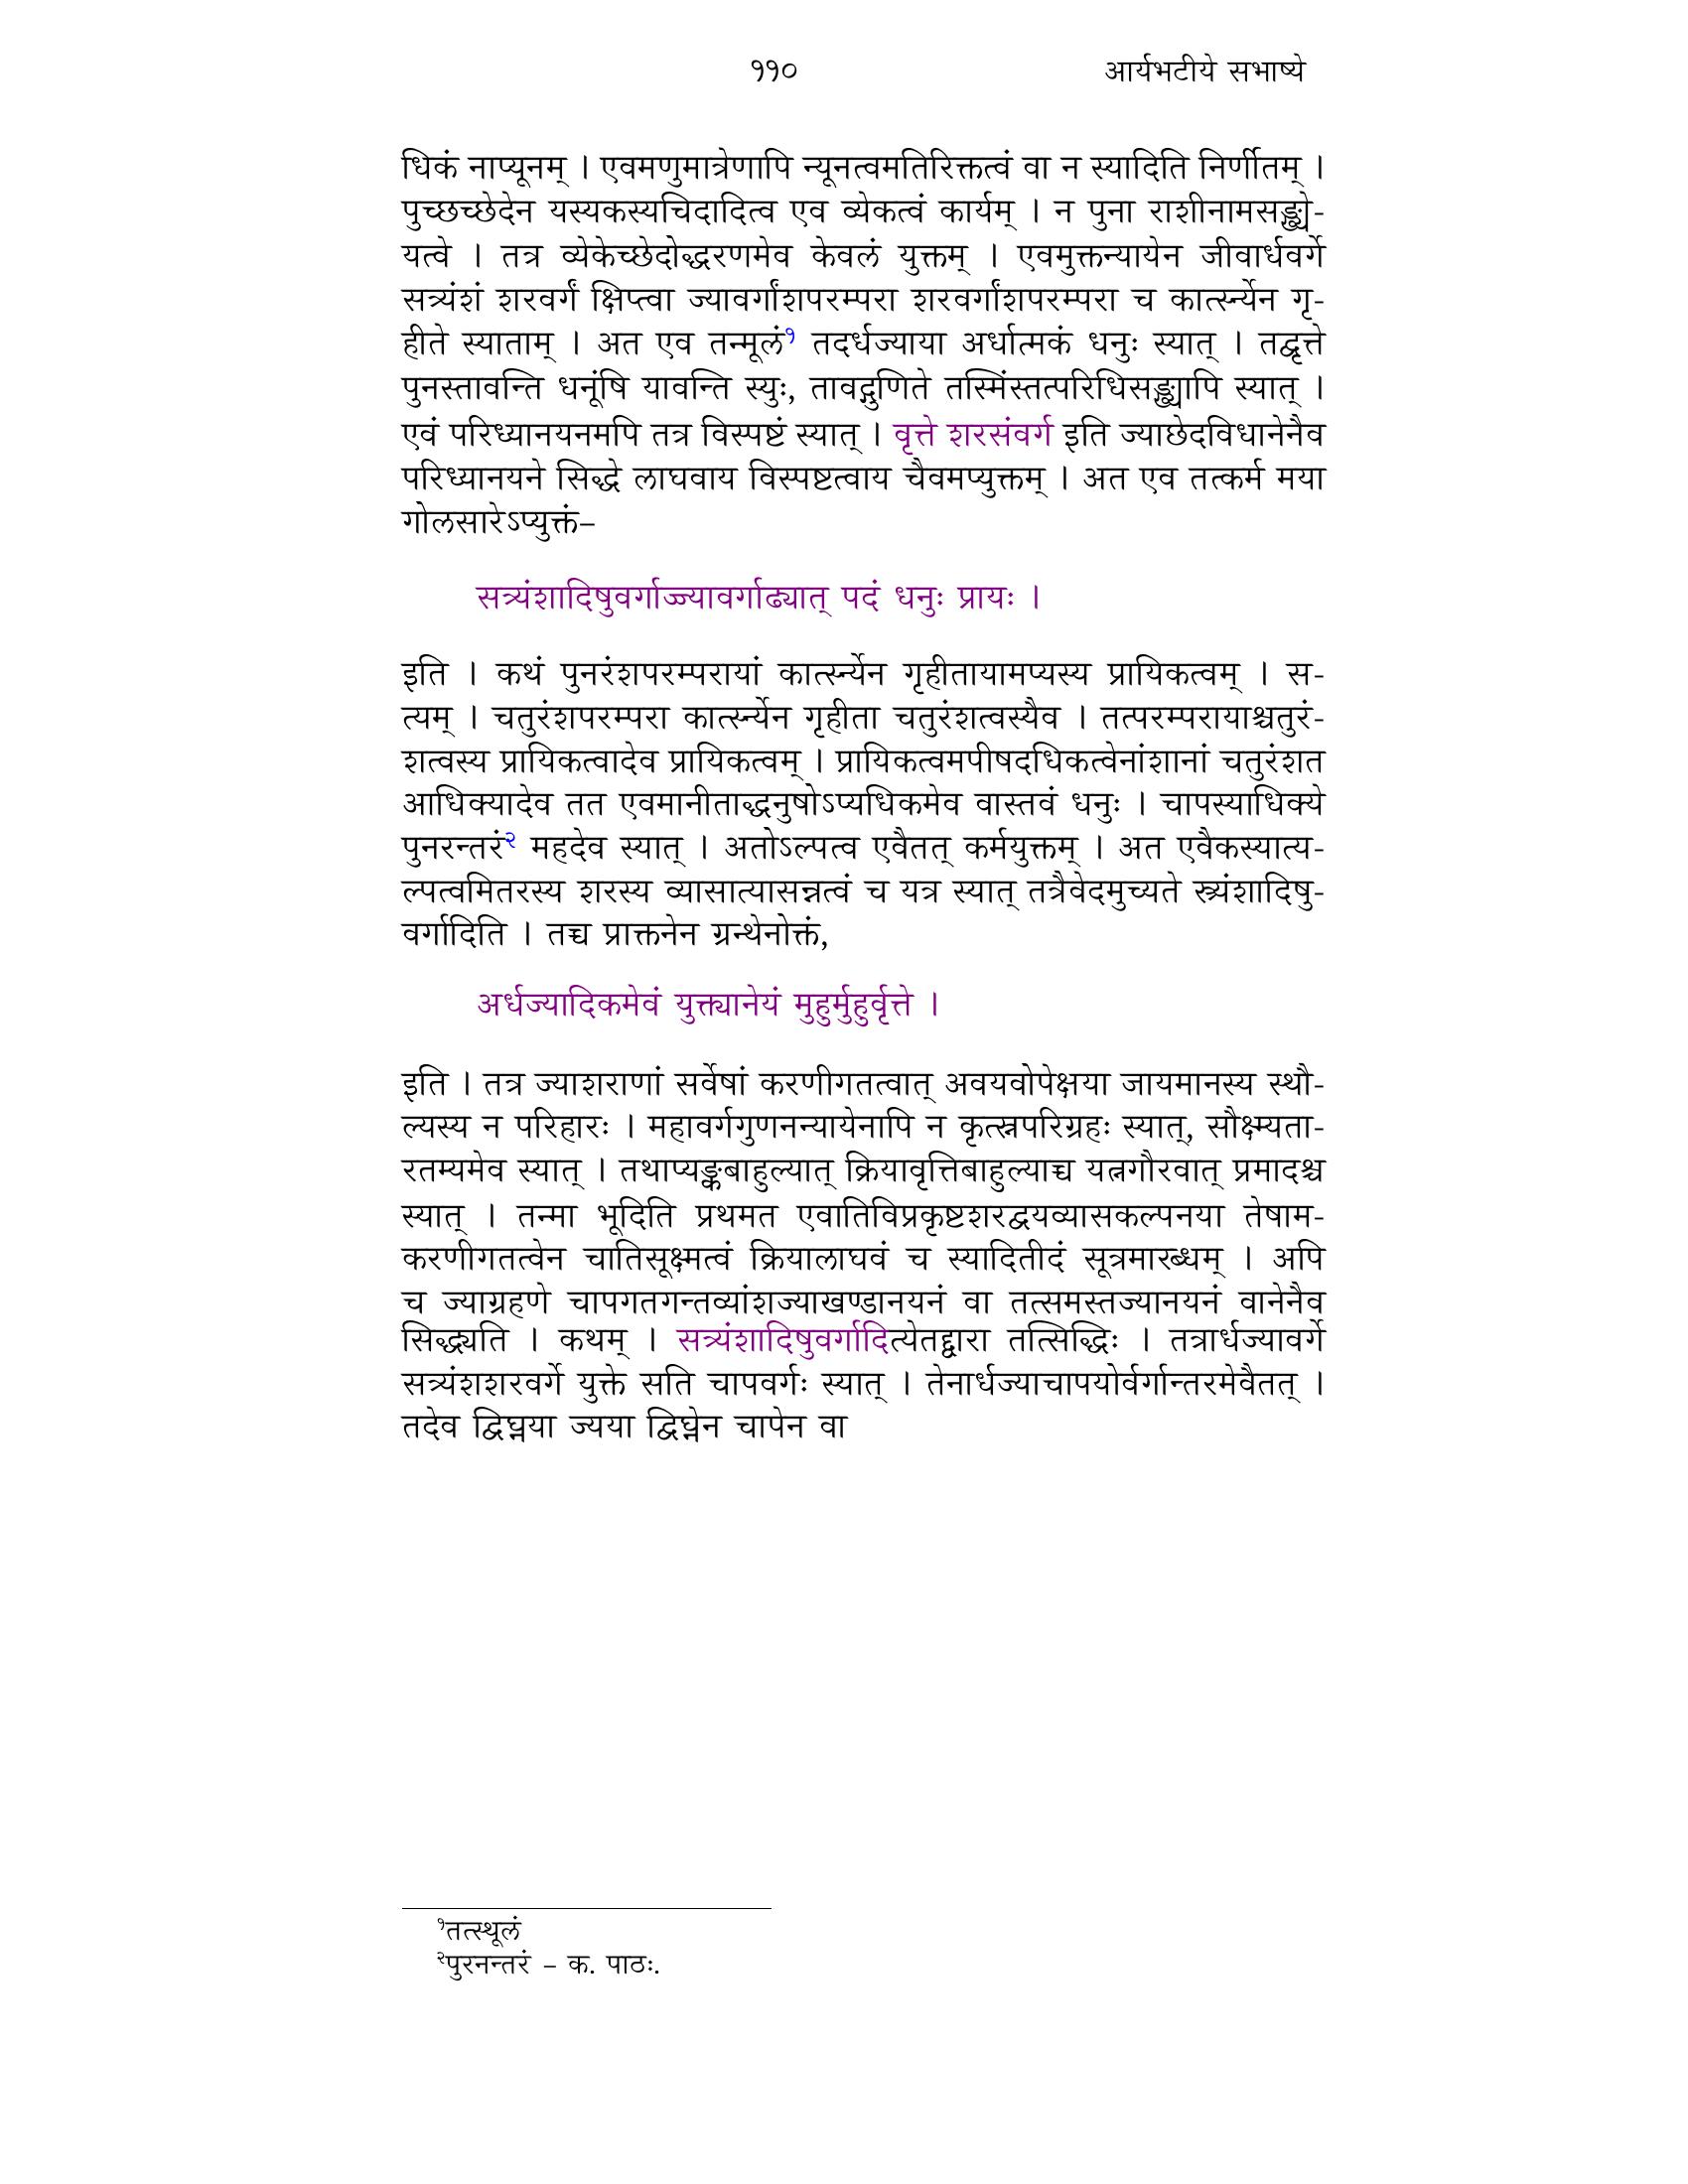 ११० आर्यभटीये सभाष्ये
धिकं नाप्यूनम् । एवमणुमात्रेणापि न्यूनत्वमतिरिक्तत्वं वा न स्यादिति निर्णीतम् ।
पुच्छच्छेदेन यस्यकस्यचिदादित्व एव व्येकत्वं कार्यम् । न पुना राशीनामसङ्ख्ये-
यत्वे । तत्र व्येकेच्छेदोद्धरणमेव केवलं युक्तम् । एवमुक्तन्यायेन जीवार्धवर्गे
सत्र्यंशं शरवर्गं क्षिप्त्वा ज्यावर्गांशपरम्परा शरवर्गांशपरम्परा च कार्त्स्न्येन गृ-
हीते स्याताम् । अत एव तन्मूलं१ तदर्धज्याया अर्धात्मकं धनुः स्यात् । तद्वृत्ते
पुनस्तावन्ति धनूंषि यावन्ति स्युः, तावद्गुणिते तस्मिंस्तत्परिधिसङ्ख्यापि स्यात् ।
एवं परिध्यानयनमपि तत्र विस्पष्टं स्यात् । वृत्ते शरसंवर्ग इति ज्याछेदविधानेनैव
परिध्यानयने सिद्धे लाघवाय विस्पष्टत्वाय चैवमप्युक्तम् । अत एव तत्कर्म मया
गोलसारेऽप्युक्तं–
सत्र्यंशादिषुवर्गाज्ज्यावर्गाढ्यात् पदं धनुः प्रायः ।
इति । कथं पुनरंशपरम्परायां कार्त्स्न्येन गृहीतायामप्यस्य प्रायिकत्वम् । स-
त्यम् । चतुरंशपरम्परा कार्त्स्न्येन गृहीता चतुरंशत्वस्यैव । तत्परम्परायाश्चतुरं-
शत्वस्य प्रायिकत्वादेव प्रायिकत्वम् । प्रायिकत्वमपीषदधिकत्वेनांशानां चतुरंशत
आधिक्यादेव तत एवमानीताद्धनुषोऽप्यधिकमेव वास्तवं धनुः । चापस्याधिक्ये
पुनरन्तरं२ महदेव स्यात् । अतोऽल्पत्व एवैतत् कर्मयुक्तम् । अत एवैकस्यात्य-
ल्पत्वमितरस्य शरस्य व्यासात्यासन्नत्वं च यत्र स्यात् तत्रैवेदमुच्यते स्त्र्यंशादिषु-
वर्गादिति । तच्च प्राक्तनेन ग्रन्थेनोक्तं,
अर्धज्यादिकमेवं युक्त्यानेयं मुहुर्मुहुर्वृत्ते ।
इति । तत्र ज्याशराणां सर्वेषां करणीगतत्वात् अवयवोपेक्षया जायमानस्य स्थौ-
ल्यस्य न परिहारः । महावर्गगुणनन्यायेनापि न कृत्स्नपरिग्रहः स्यात्, सौक्ष्म्यता-
रतम्यमेव स्यात् । तथाप्यङ्कबाहुल्यात् क्रियावृत्तिबाहुल्याच्च यत्नगौरवात् प्रमादश्च
स्यात् । तन्मा भूदिति प्रथमत एवातिविप्रकृष्टशरद्वयव्यासकल्पनया तेषाम-
करणीगतत्वेन चातिसूक्ष्मत्वं क्रियालाघवं च स्यादितीदं सूत्रमारब्धम् । अपि
च ज्याग्रहणे चापगतगन्तव्यांशज्याखण्डानयनं वा तत्समस्तज्यानयनं वानेनैव
सिद्ध्यति । कथम् । सत्र्यंशादिषुवर्गादित्येतद्द्वारा तत्सिद्धिः । तत्रार्धज्यावर्गे
सत्र्यंशशरवर्गे युक्ते सति चापवर्गः स्यात् । तेनार्धज्याचापयोर्वर्गान्तरमेवैतत् ।
तदेव द्विघ्नया ज्यया द्विघ्नेन चापेन वा
१तत्स्थूलं
२पुरनन्तरं – क. पाठः.